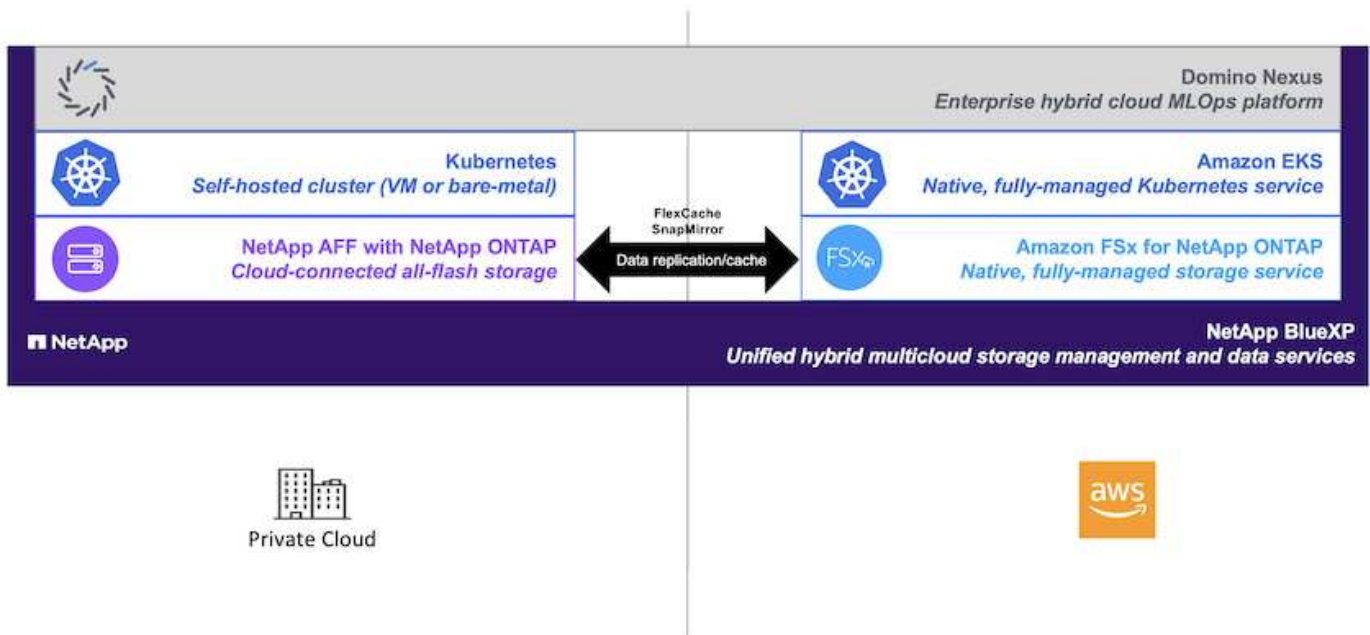 Domino Nexus
Enterprise hybrid cloud MLOps platform
Kubernetes
Self-hosted cluster (VM or bare-metal)
Amazon EKS
Native, fully-managed Kubernetes service
FlexCache
SnapMirror
Data replication/cache
NetApp AFF with NetApp ONTAP
Cloud-connected all-flash storage
FSx
Amazon FSx for NetApp ONTAP
Native, fully-managed storage service
NetApp
NetApp BlueXP
Unified hybrid multicloud storage management and data services
Private Cloud
aws